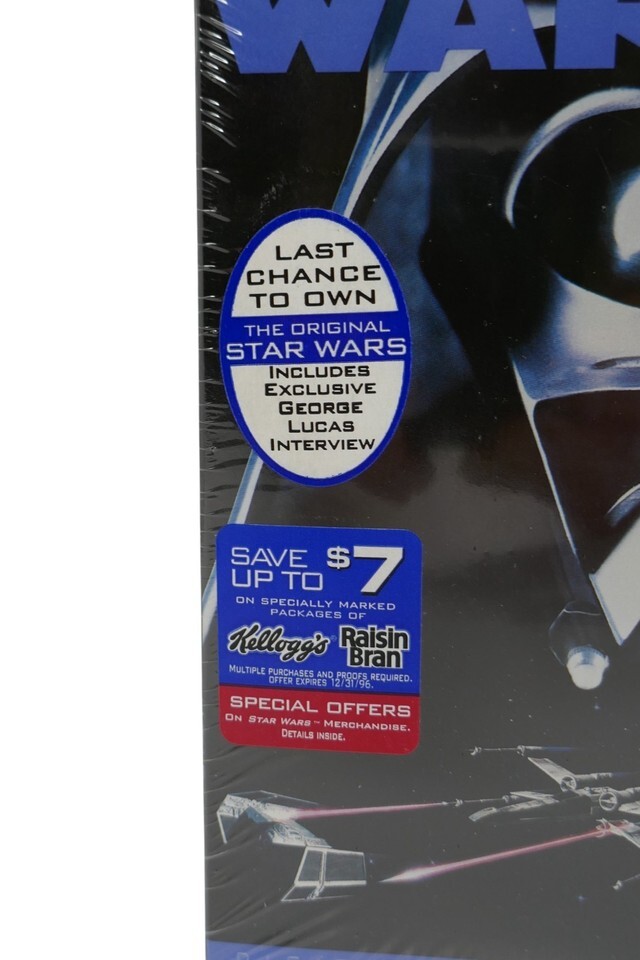 WAR
LAST
CHANCE
TO OWN
THE ORIGINAL
STAR WARS
INCLUDES
EXCLUSIVE
GEORGE
LUCAS
INTERVIEW
SAVE
UP TO $7
ON SPECIALLY MARKED
PACKAGES OF
Kellogg's® Raisin
Bran
MULTIPLE PURCHASES AND PROOFS REQUIRED.
OFFER EXPIRES 12/31/96.
SPECIAL OFFERS
ON STAR WARS™ MERCHANDISE.
DETAILS INSIDE.